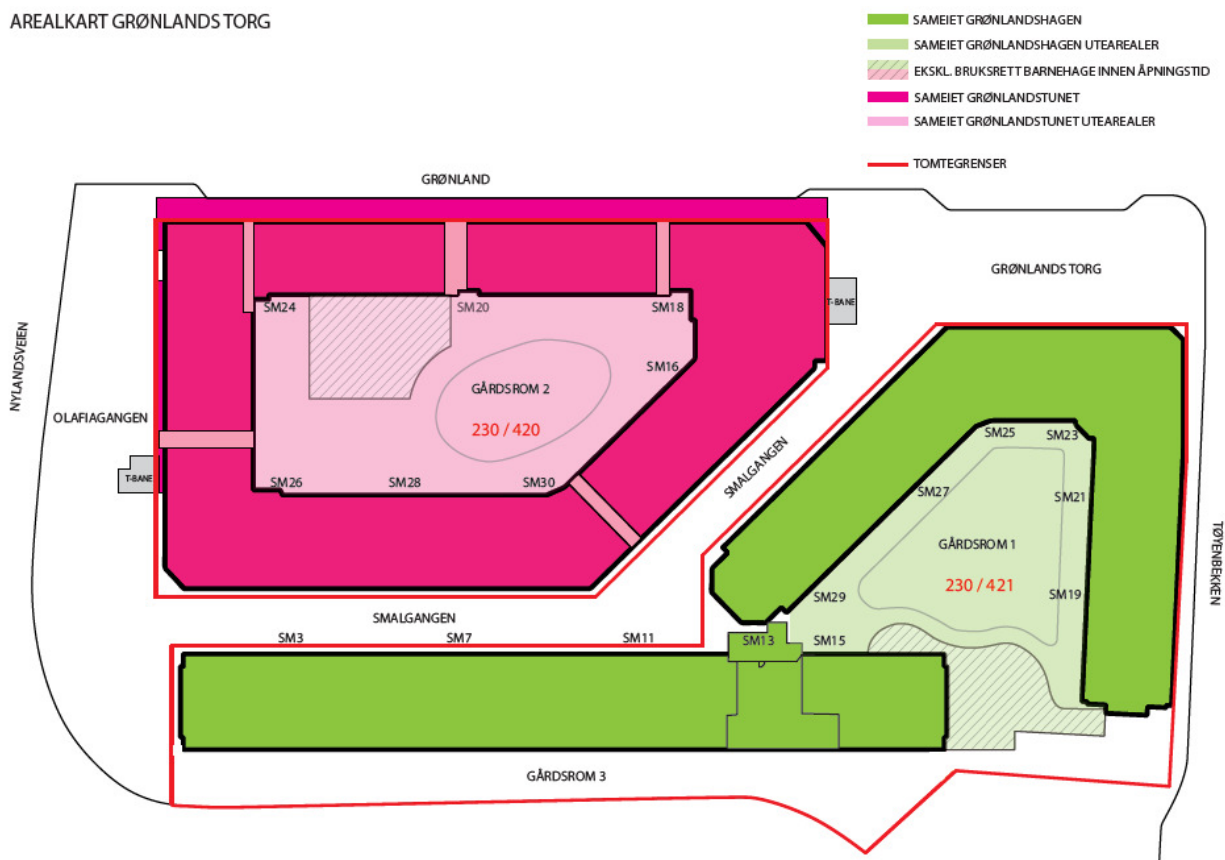 AREALKART GRØNLANDS TORG
SAMEIET GRØNLANDSHAGEN
SAMEIET GRØNLANDSHAGEN UTEAREALER
EKSKL. BRUKSRETT BARNEHAGE INNEN ÅPNINGSTID
SAMEIET GRØNLANDSTUNET
SAMEIET GRØNLANDSTUNET UTEAREALER
TOMTEGRENSER
GRØNLAND
GRØNLANDS TORG
T-BANE
SM24
SM20
SM18
SM16
GÅRDSROM 2
230 / 420
NYLANDSVEIEN
OLAFIAGANGEN
T-BANE
SM26
SM28
SM30
SMALGANGEN
SM25
SM23
SM27
SM21
GÅRDSROM 1
230 / 421
SM29
SM19
TØYENBEKKEN
SMALGANGEN
SM3
SM7
SM11
SM13
SM15
GÅRDSROM 3